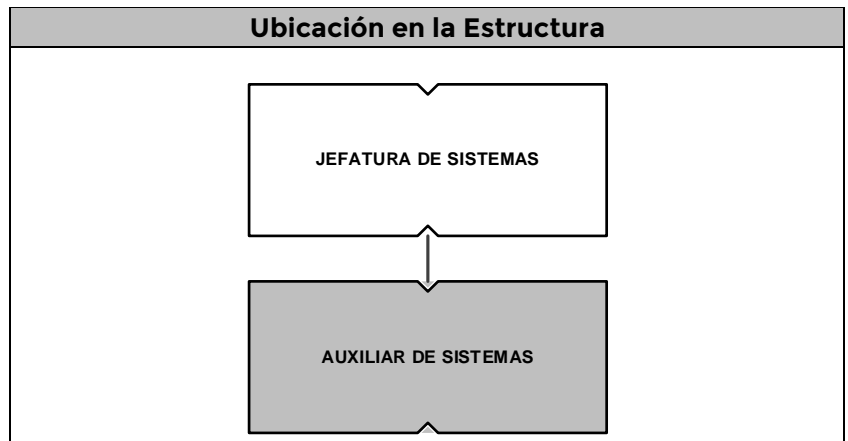 Ubicación en la Estructura
JEFATURA DE SISTEMAS
AUXILIAR DE SISTEMAS